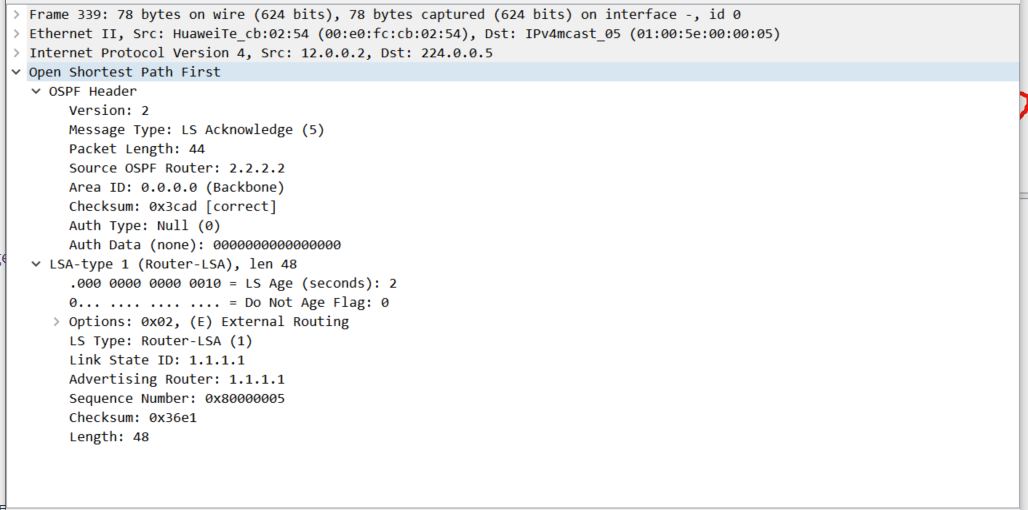 Frame 339: 78 bytes on wire (624 bits), 78 bytes captured (624 bits) on interface -, id 0
Ethernet II, Src: HuaweiTe_cb:02:54 (00:e0:fc:cb:02:54), Dst: IPv4mcast_05 (01:00:5e:00:00:05)
Internet Protocol Version 4, Src: 12.0.0.2, Dst: 224.0.0.5
Open Shortest Path First
OSPF Header
Version: 2
Message Type: LS Acknowledge (5)
Packet Length: 44
Source OSPF Router: 2.2.2.2
Area ID: 0.0.0.0 (Backbone)
Checksum: 0x3cad [correct]
Auth Type: Null (0)
Auth Data (none): 0000000000000000
LSA-type 1 (Router-LSA), len 48
.000 0000 0000 0010 = LS Age (seconds): 2
0... .... .... .... = Do Not Age Flag: 0
Options: 0x02, (E) External Routing
LS Type: Router-LSA (1)
Link State ID: 1.1.1.1
Advertising Router: 1.1.1.1
Sequence Number: 0x80000005
Checksum: 0x36e1
Length: 48